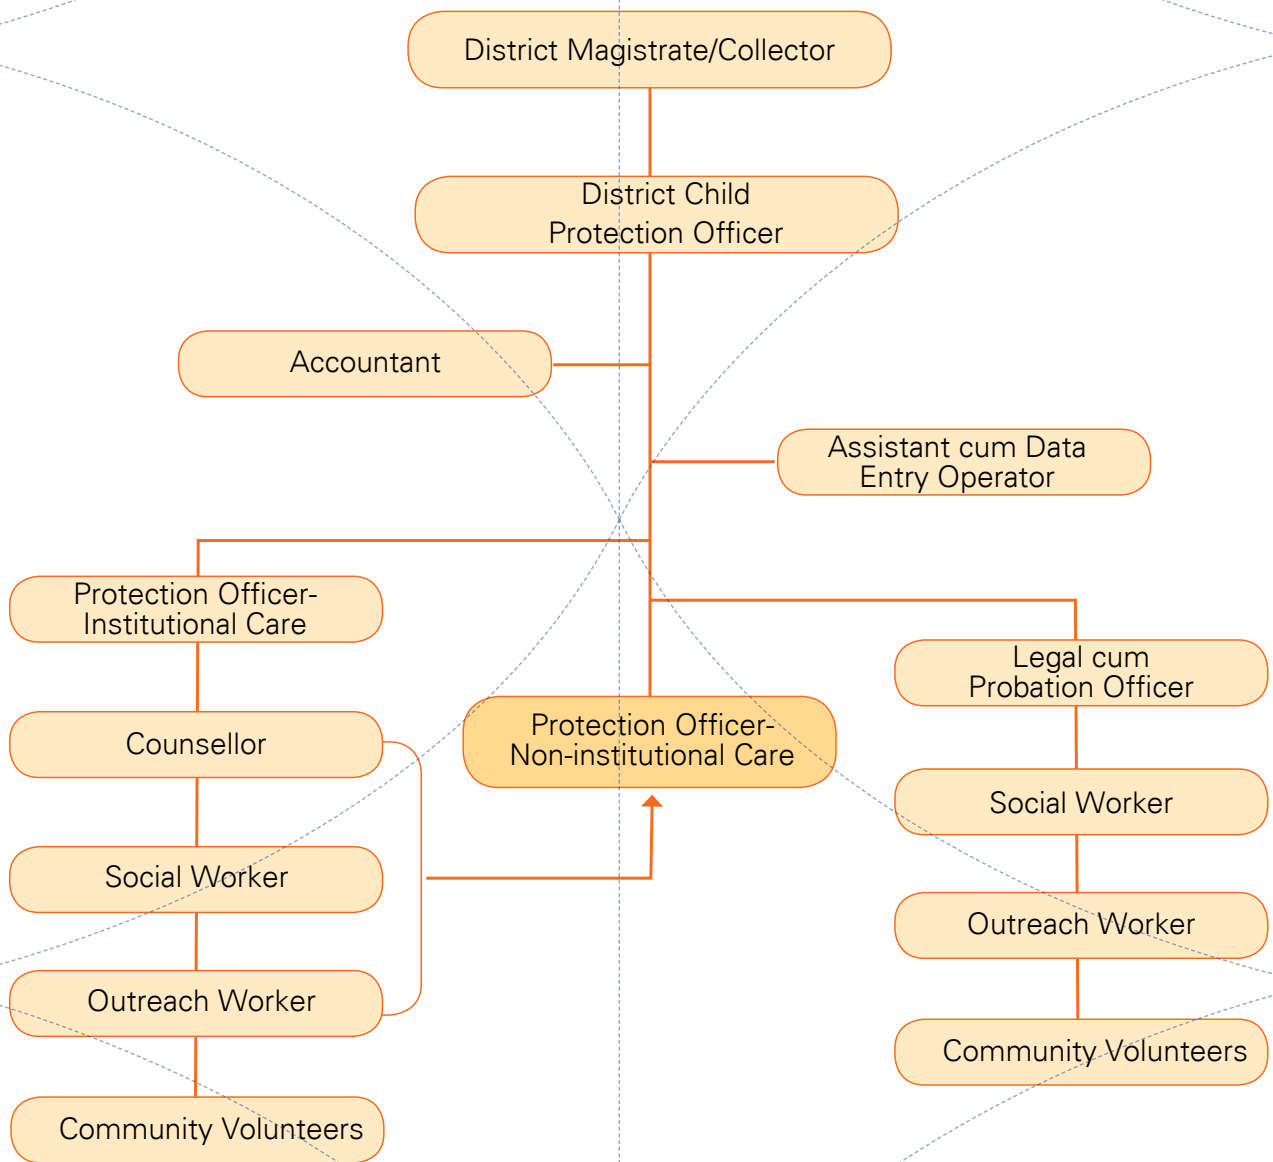 District Magistrate/Collector
District Child
Protection Officer
Accountant
Assistant cum Data
Entry Operator
Protection Officer-
Institutional Care
Legal cum
Probation Officer
Protection Officer-
Non-institutional Care
Counsellor
Social Worker
Social Worker
Outreach Worker
Outreach Worker
Community Volunteers
Community Volunteers